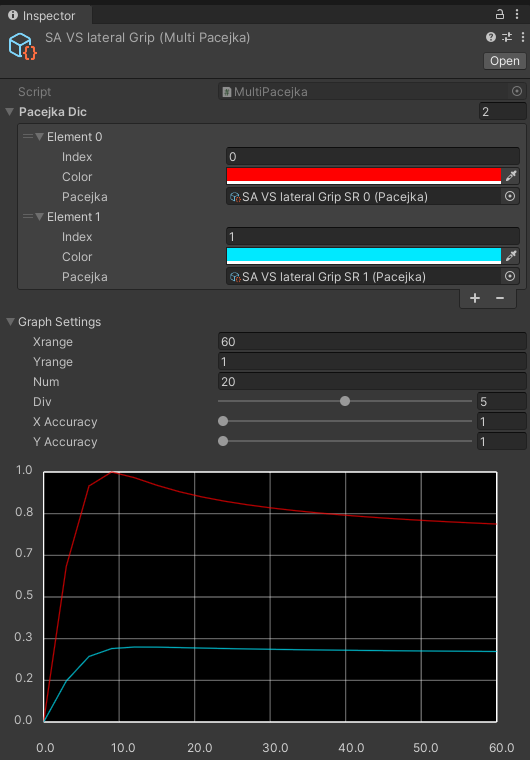 Inspector
SA VS lateral Grip (Multi Pacejka)
Open
Script MultiPacejka
Pacejka Dic 2
Element 0
Index 0
Color
Pacejka SA VS lateral Grip SR 0 (Pacejka)
Element 1
Index 1
Color
Pacejka SA VS lateral Grip SR 1 (Pacejka)
Graph Settings
Xrange 60
Yrange 1
Num 20
Div 5
X Accuracy 1
Y Accuracy 1
1.0
0.8
0.7
0.5
0.3
0.2
0.0
0.0 10.0 20.0 30.0 40.0 50.0 60.0